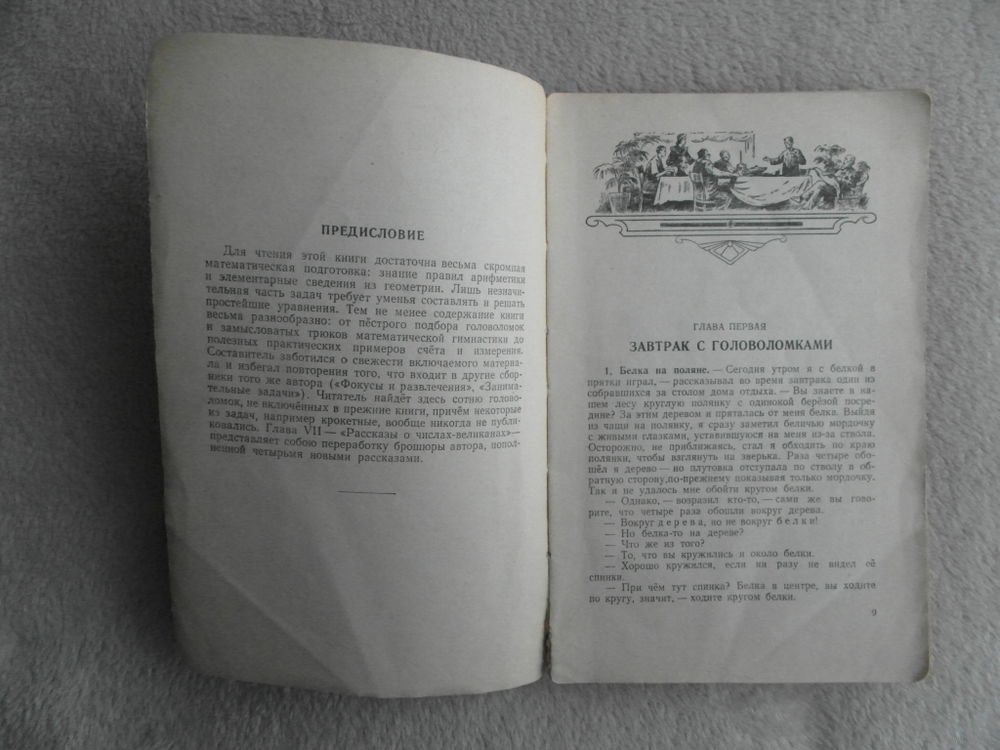 ПРЕДИСЛОВИЕ
Для чтения этой книги достаточна весьма скромная
математическая подготовка: знание правил арифметики
и элементарные сведения из геометрии. Лишь незначи-
тельная часть задач требует уменья составлять и решать
простейшие уравнения. Тем не менее содержание книги
весьма разнообразно: от пёстрого подбора головоломок
и замысловатых трюков математической гимнастики до
полезных практических примеров счёта и измерения.
Составитель заботился о свежести включаемого материа-
ла и избегал повторения того, что входит в другие сбор-
ники того же автора («Фокусы и развлечения», «Занима-
тельные задачи»). Читатель найдёт здесь сотню голово-
ломок, не включённых в прежние книги, причём некоторые
из задач, например крокетные, вообще никогда не публи-
ковались. Глава VII — «Рассказы о числах-великанах»—
представляет собою переработку брошюры автора, попол-
ненной четырьмя новыми рассказами.
ГЛАВА ПЕРВАЯ
ЗАВТРАК С ГОЛОВОЛОМКАМИ
1. Белка на поляне. — Сегодня утром я с белкой в
прятки играл, — рассказывал во время завтрака один из
собравшихся за столом дома отдыха. — Вы знаете в на-
шем лесу круглую полянку с одинокой берёзой посре-
дине? За этим деревом и пряталась от меня белка. Выйдя
из чащи на полянку, я сразу заметил беличью мордочку
с живыми глазками, уставившуюся на меня из-за ствола.
Осторожно, не приближаясь, стал я обходить по краю
полянки, чтобы взглянуть на зверька. Раза четыре обо-
шёл я дерево — но плутовка отступала по стволу в об-
ратную сторону,по-прежнему показывая только мордочку.
Так и не удалось мне обойти кругом белки.
— Однако, — возразил кто-то, — сами же вы гово-
рите, что четыре раза обошли вокруг дерева.
— Вокруг дерева, но не вокруг белки!
— Но белка-то на дереве?
— Что же из того?
— То, что вы кружились и около белки.
— Хорошо кружился, если ни разу не видел её
спинки.
— При чём тут спинка? Белка в центре, вы ходите
по кругу, значит, — ходите кругом белки.
9